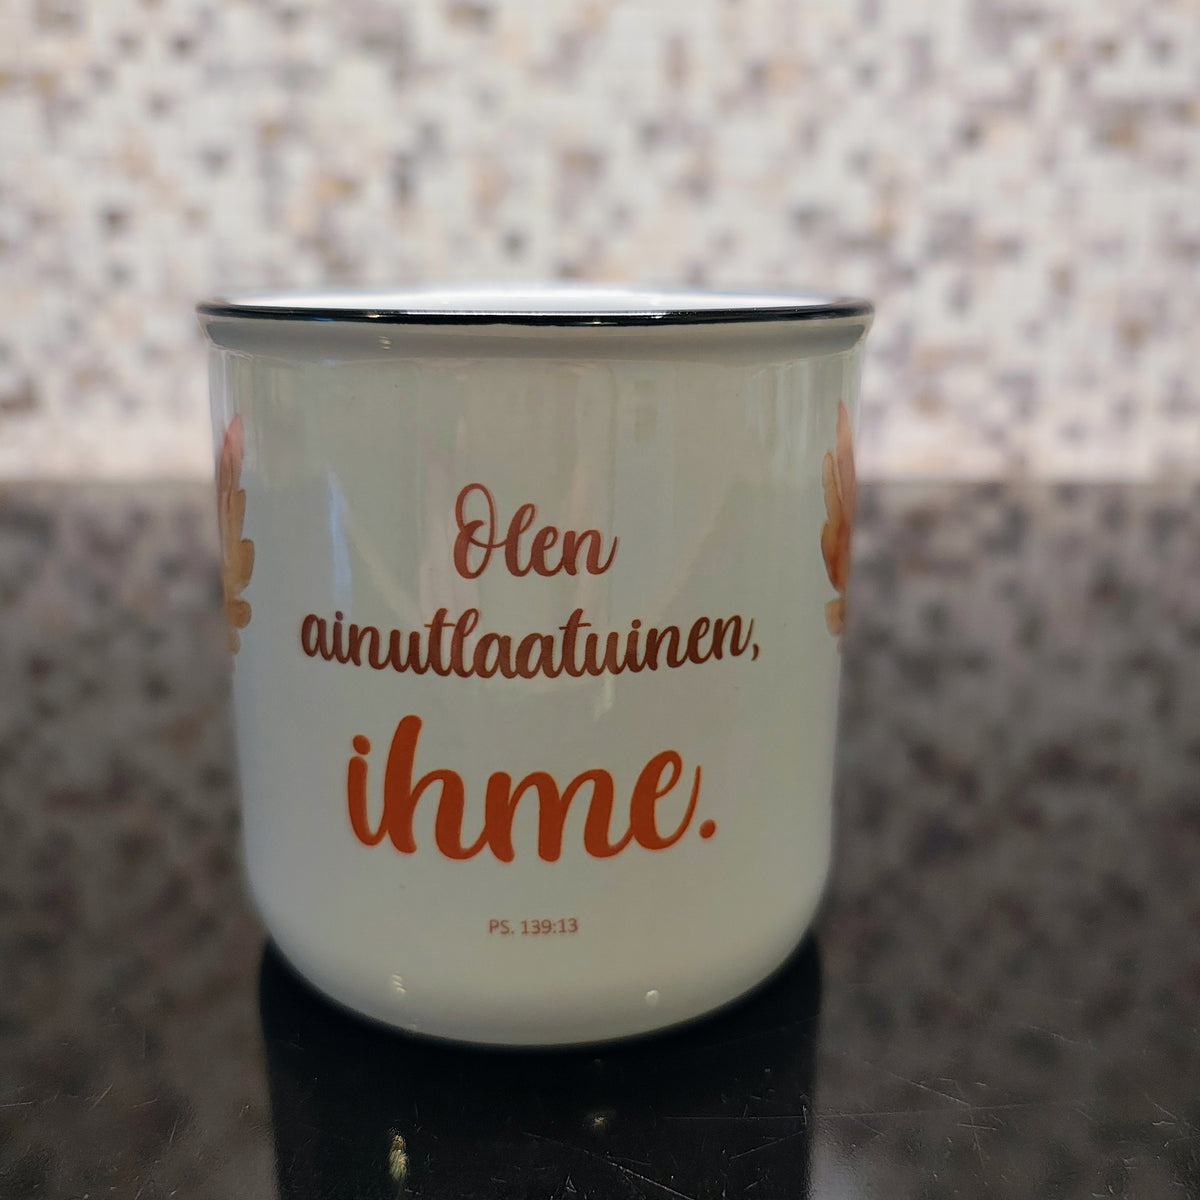 Olen
ainutlaatuinen,
ihme.
PS. 139:13